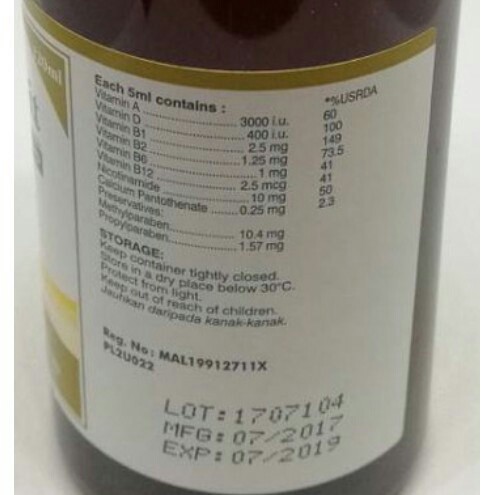 120ml
Each 5ml contains :
*%USRDA
Vitamin A 3000 i.u. 60
Vitamin D 400 i.u. 100
Vitamin B1 2.5 mg 149
Vitamin B2 1.25 mg 73.5
Vitamin B6 1 mg 41
Vitamin B12 2.5 mcg 41
Nicotinamide 10 mg 50
Calcium Pantothenate 0.25 mg 2.3
Preservatives:
Methylparaben 10.4 mg
Propylparaben 1.57 mg
STORAGE:
Keep container tightly closed.
Store in a dry place below 30°C.
Protect from light.
Keep out of reach of children.
Jauhkan daripada kanak-kanak.
Reg. No: MAL19912711X
PL2U022
LOT:1707104
MFG:07/2017
EXP:07/2019